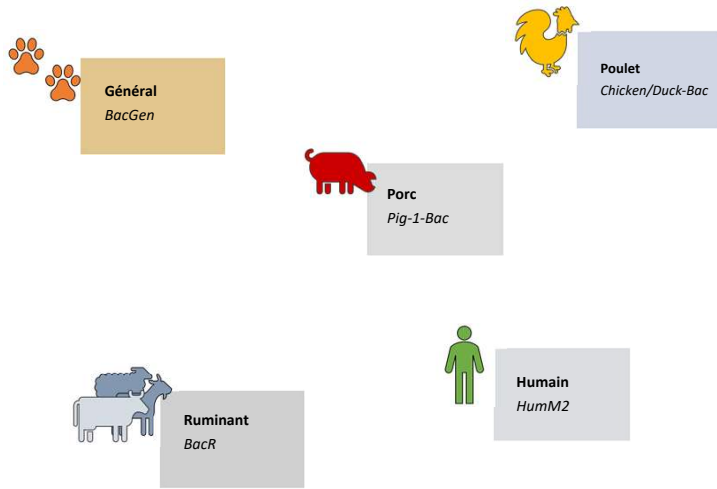 Général
BacGen
Poulet
Chicken/Duck-Bac
Porc
Pig-1-Bac
Humain
HumM2
Ruminant
BacR